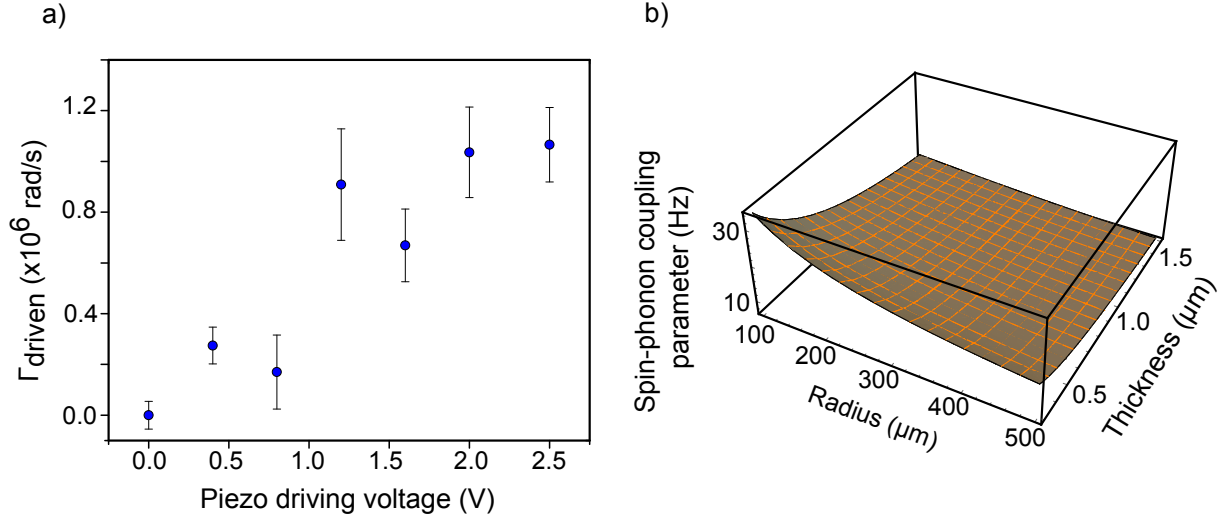 a)
Γdriven (x10⁶ rad/s)
1.2
0.8
0.4
0.0
0.0 0.5 1.0 1.5 2.0 2.5
Piezo driving voltage (V)
b)
Spin-phonon coupling
parameter (Hz)
30
10
100
200
300
400
500
Radius (µm)
0.5
1.0
1.5
Thickness (µm)